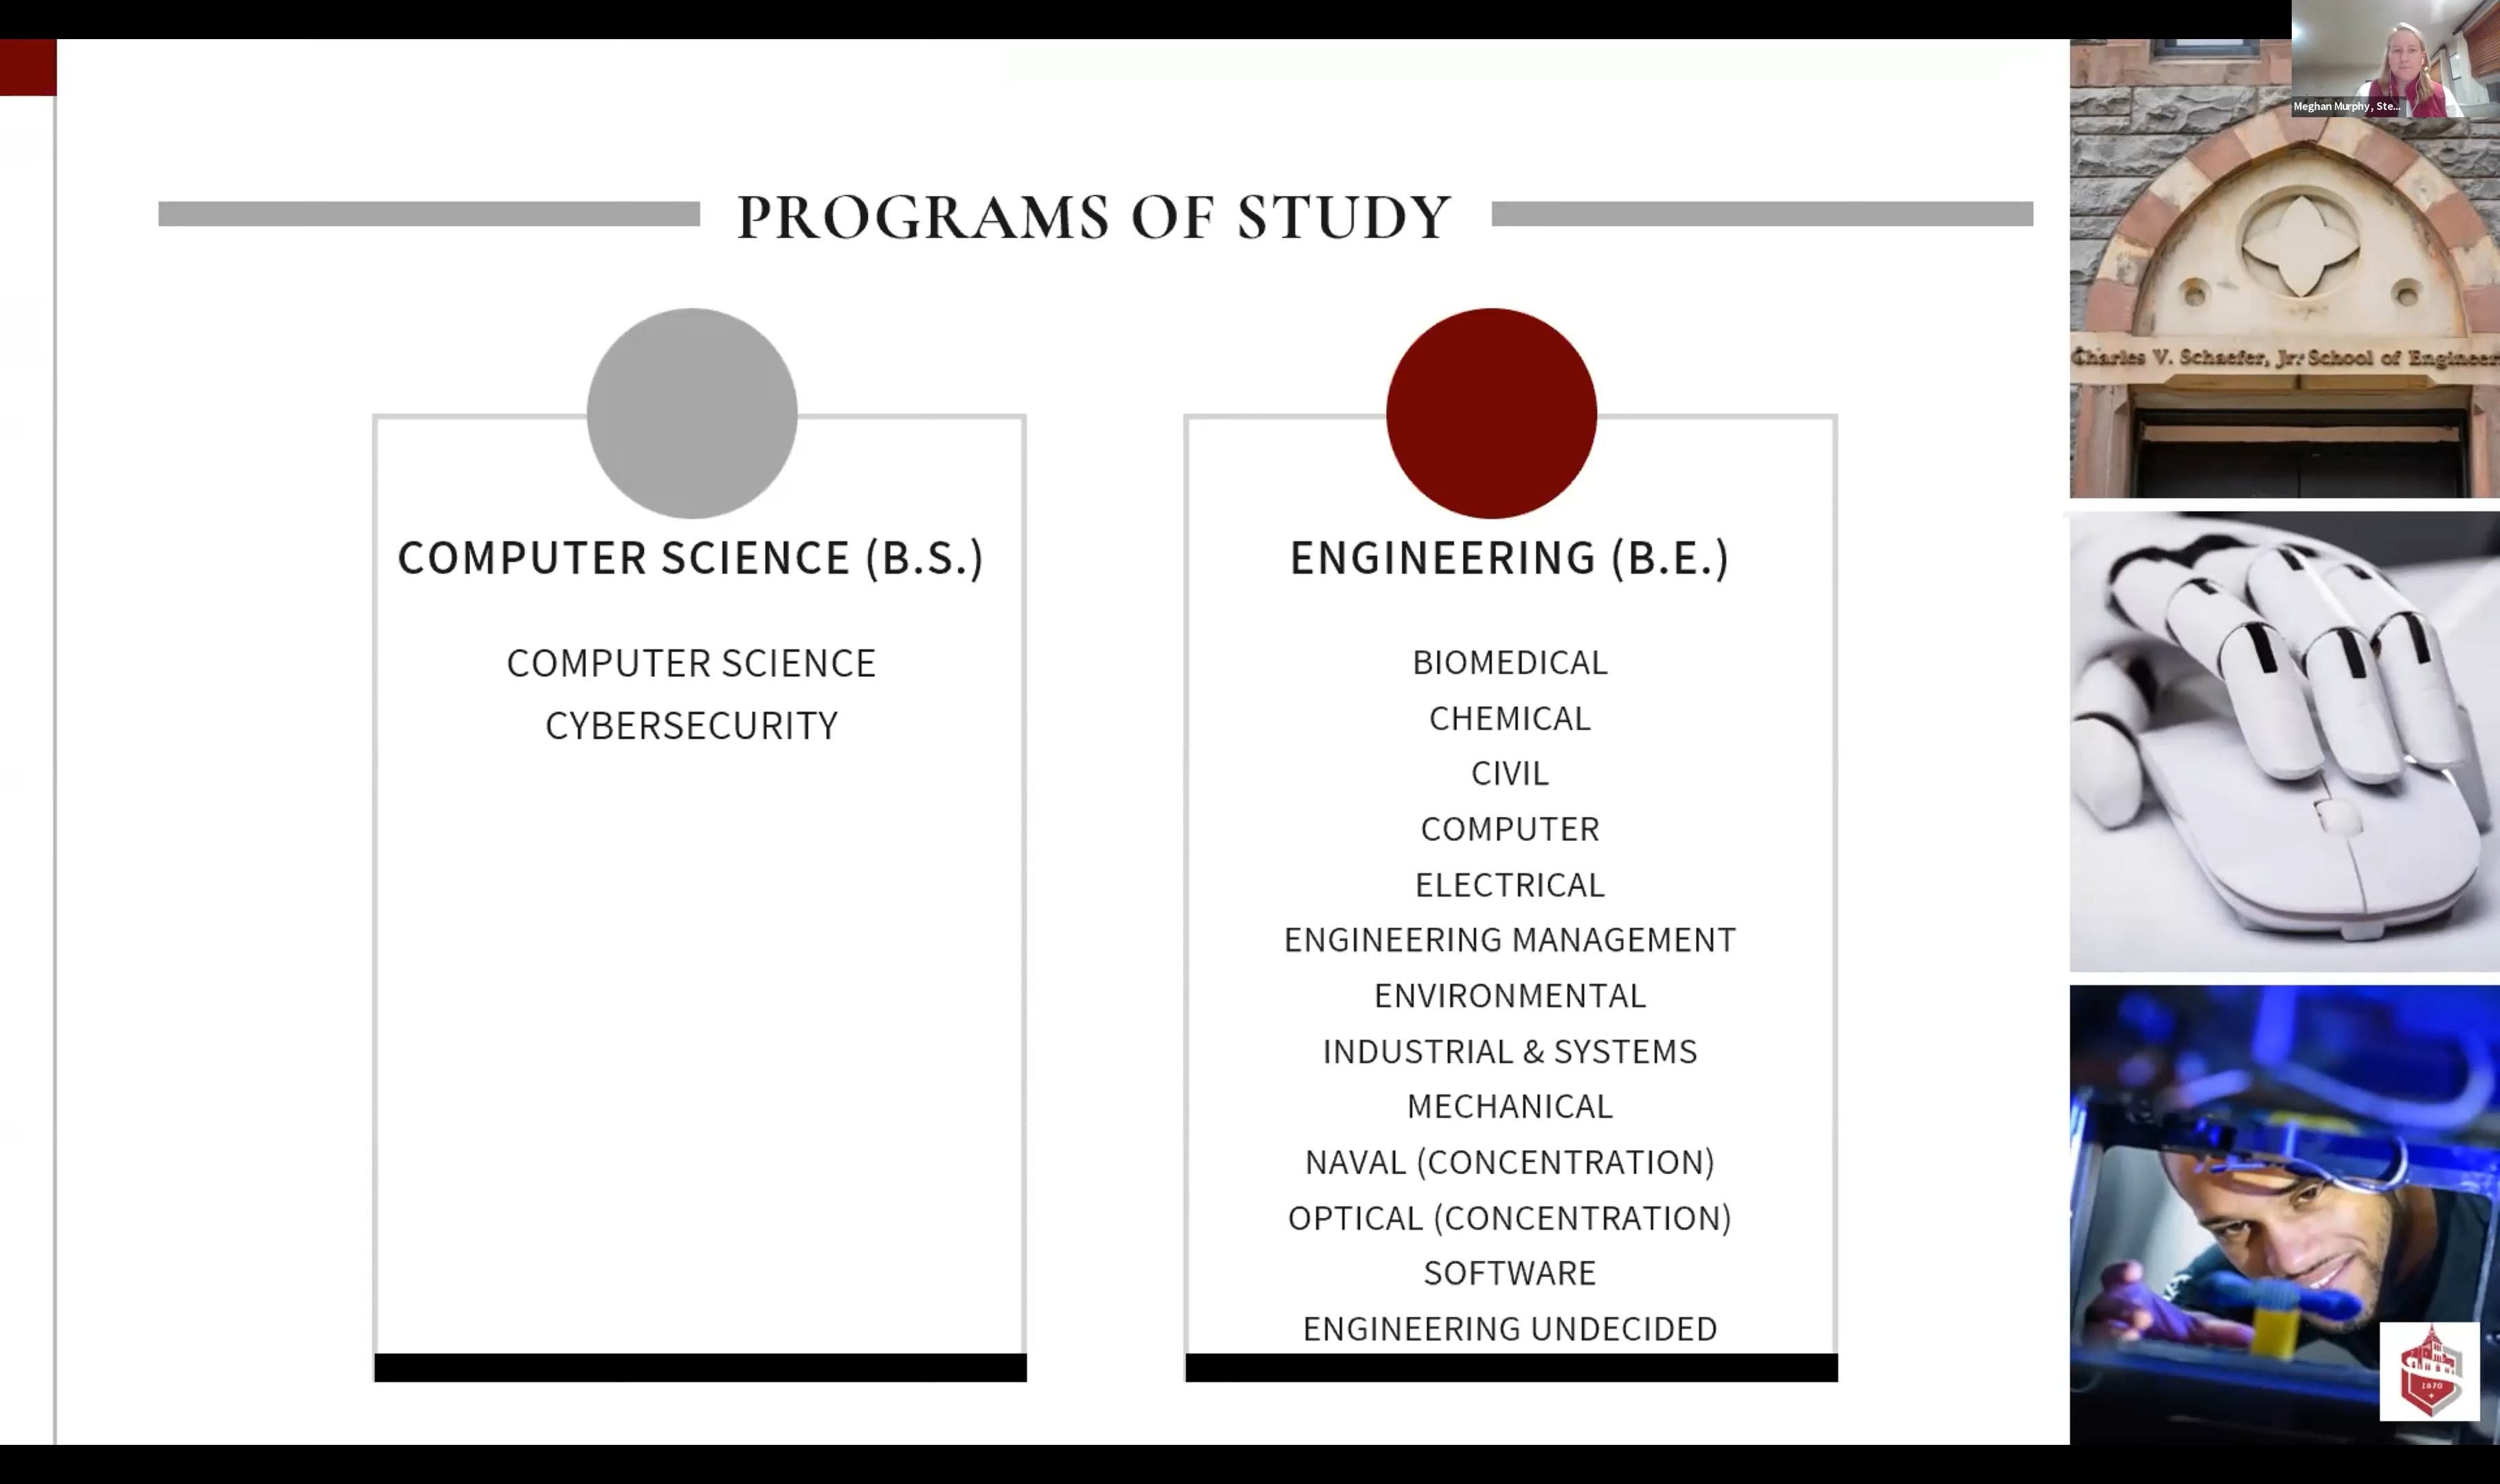 Meghan Murphy, Ste...
PROGRAMS OF STUDY
COMPUTER SCIENCE (B.S.)
COMPUTER SCIENCE
CYBERSECURITY
ENGINEERING (B.E.)
BIOMEDICAL
CHEMICAL
CIVIL
COMPUTER
ELECTRICAL
ENGINEERING MANAGEMENT
ENVIRONMENTAL
INDUSTRIAL & SYSTEMS
MECHANICAL
NAVAL (CONCENTRATION)
OPTICAL (CONCENTRATION)
SOFTWARE
ENGINEERING UNDECIDED
Charles V. Schaefer, Jr. School of Engineer
1870